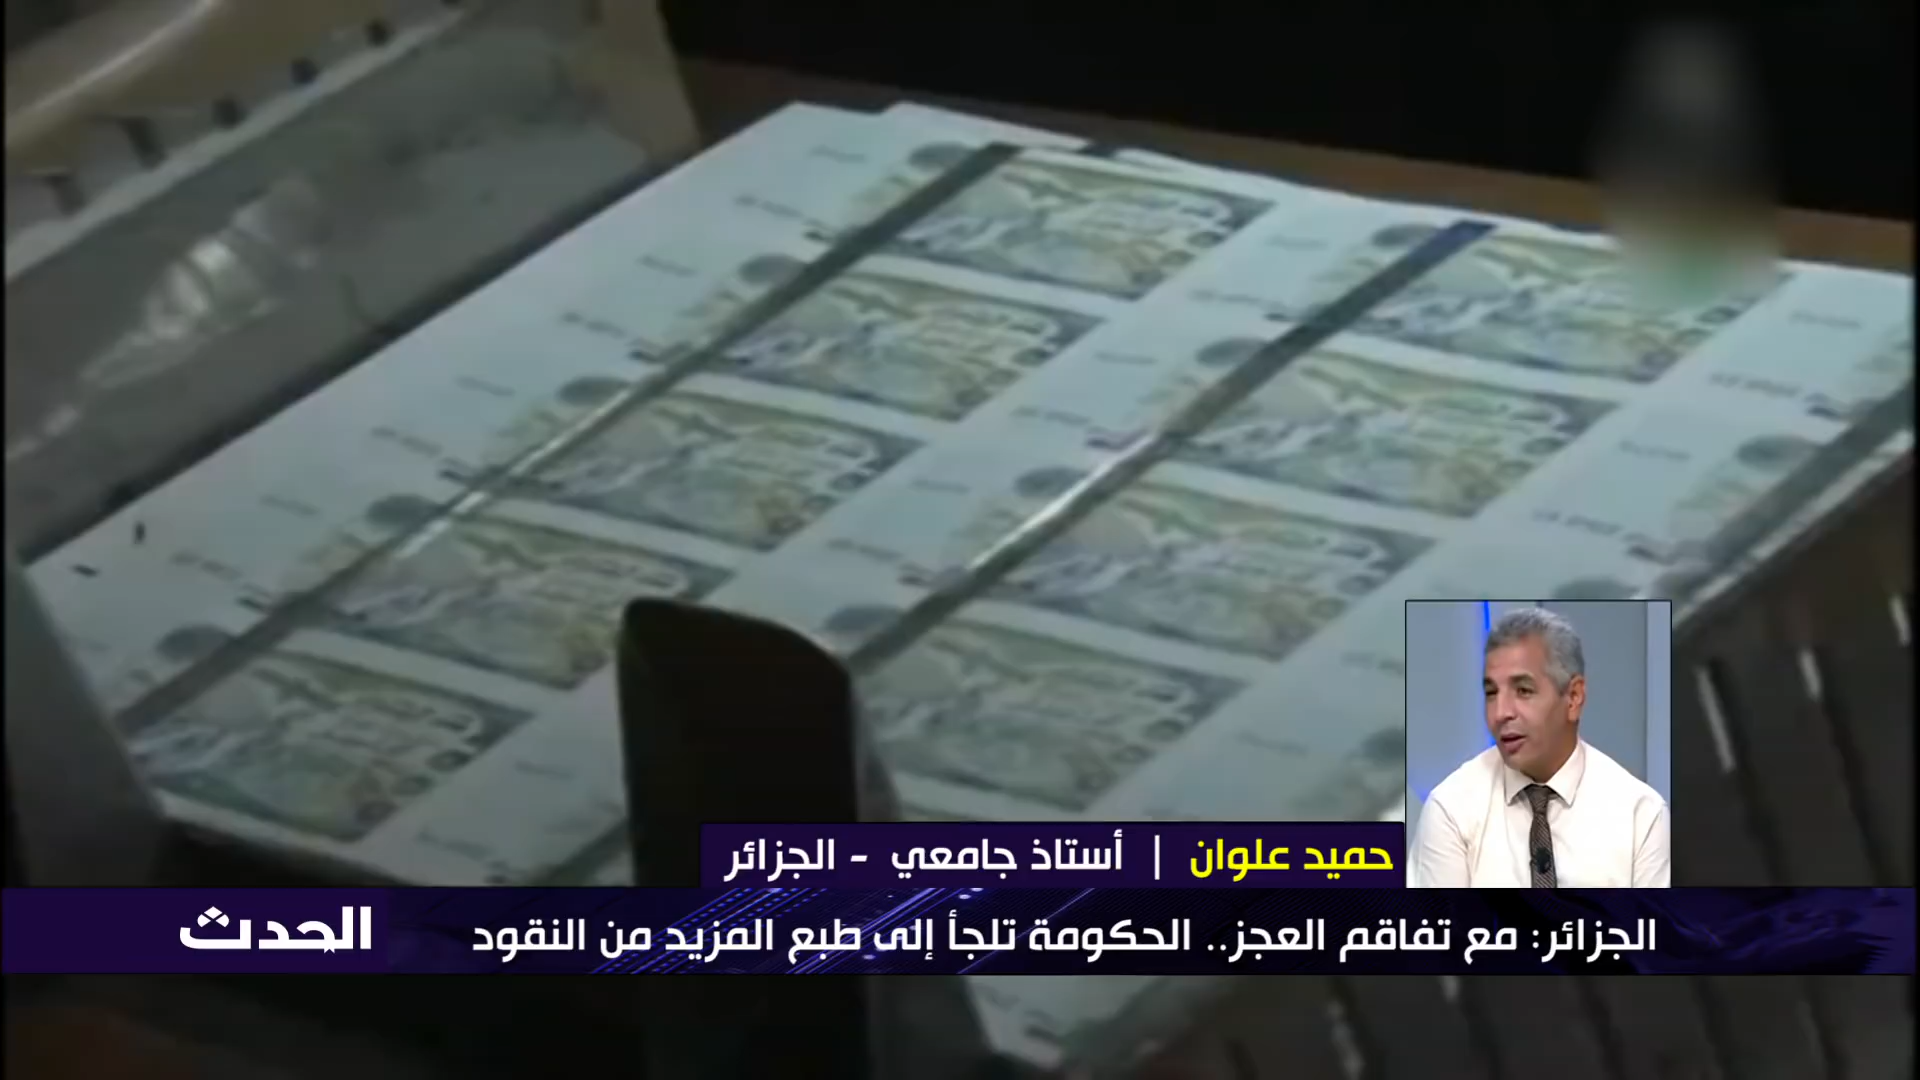 حميد علوان | أستاذ جامعي - الجزائر
الجزائر: مع تفاقم العجز.. الحكومة تلجأ إلى طبع المزيد من النقود
الحدث